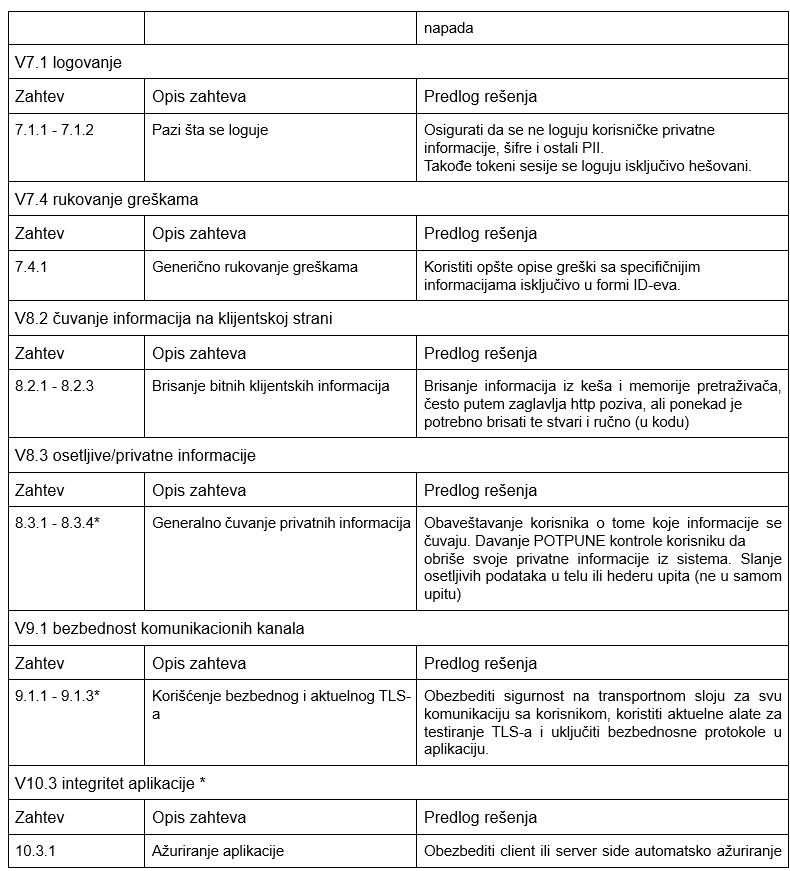 napada
V7.1 logovanje
Zahtev Opis zahteva Predlog rešenja
7.1.1 - 7.1.2 Pazi šta se loguje Osigurati da se ne loguju korisničke privatne
informacije, šifre i ostali PII.
Takođe tokeni sesije se loguju isključivo hešovani.
V7.4 rukovanje greškama
Zahtev Opis zahteva Predlog rešenja
7.4.1 Generično rukovanje greškama Koristiti opšte opise greški sa specifičnijim
informacijama isključivo u formi ID-eva.
V8.2 čuvanje informacija na klijentskoj strani
Zahtev Opis zahteva Predlog rešenja
8.2.1 - 8.2.3 Brisanje bitnih klijentskih informacija Brisanje informacija iz keša i memorije pretraživača,
često putem zaglavlja http poziva, ali ponekad je
potrebno brisati te stvari i ručno (u kodu)
V8.3 osetljive/privatne informacije
Zahtev Opis zahteva Predlog rešenja
8.3.1 - 8.3.4* Generalno čuvanje privatnih informacija Obaveštavanje korisnika o tome koje informacije se
čuvaju. Davanje POTPUNE kontrole korisniku da
obriše svoje privatne informacije iz sistema. Slanje
osetljivih podataka u telu ili hederu upita (ne u samom
upitu)
V9.1 bezbednost komunikacionih kanala
Zahtev Opis zahteva Predlog rešenja
9.1.1 - 9.1.3* Korišćenje bezbednog i aktuelnog TLS- Obezbediti sigurnost na transportnom sloju za svu
a komunikaciju sa korisnikom, koristiti aktuelne alate za
testiranje TLS-a i uključiti bezbednosne protokole u
aplikaciju.
V10.3 integritet aplikacije *
Zahtev Opis zahteva Predlog rešenja
10.3.1 Ažuriranje aplikacije Obezbediti client ili server side automatsko ažuriranje